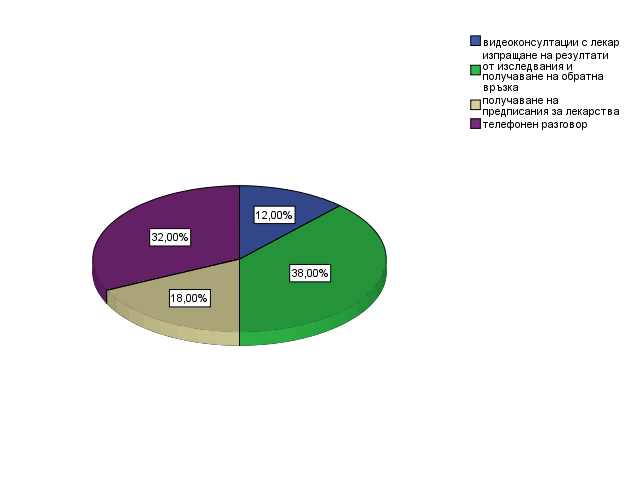 видеоконсултации с лекар
изпращане на резултати
от изследвания и
получаване на обратна
връзка
получаване на
предписания за лекарства
телефонен разговор
12,00%
32,00%
38,00%
18,00%